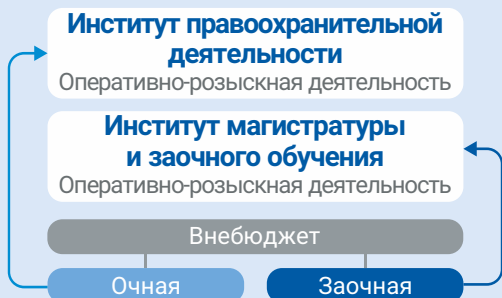 Институт правоохранительной
деятельности
Оперативно-розыскная деятельность
Институт магистратуры
и заочного обучения
Оперативно-розыскная деятельность
Внебюджет
Очная
Заочная